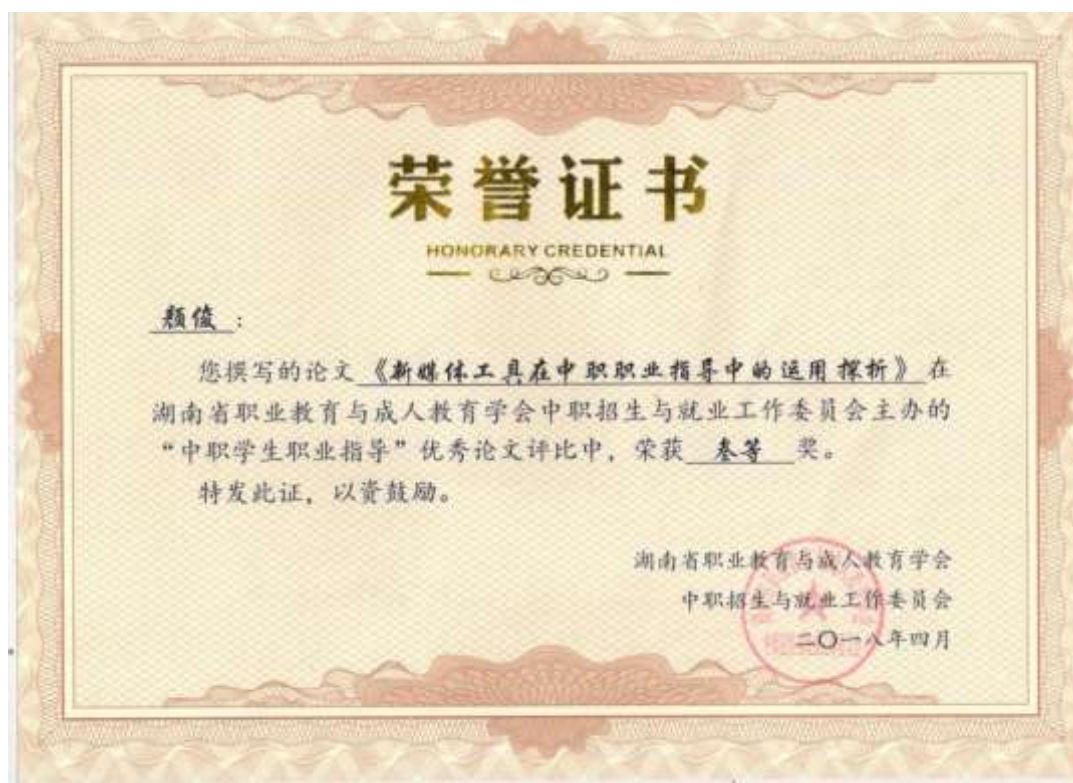 荣誉证书
HONORARY CREDENTIAL
颜俊：
您撰写的论文《新媒体工具在中职职业指导中的运用探析》在
湖南省职业教育与成人教育学会中职招生与就业工作委员会主办的
“中职学生职业指导”优秀论文评比中，荣获 叁等 奖。
特发此证，以资鼓励。
湖南省职业教育与成人教育学会
中职招生与就业工作委员会
二〇一八年四月